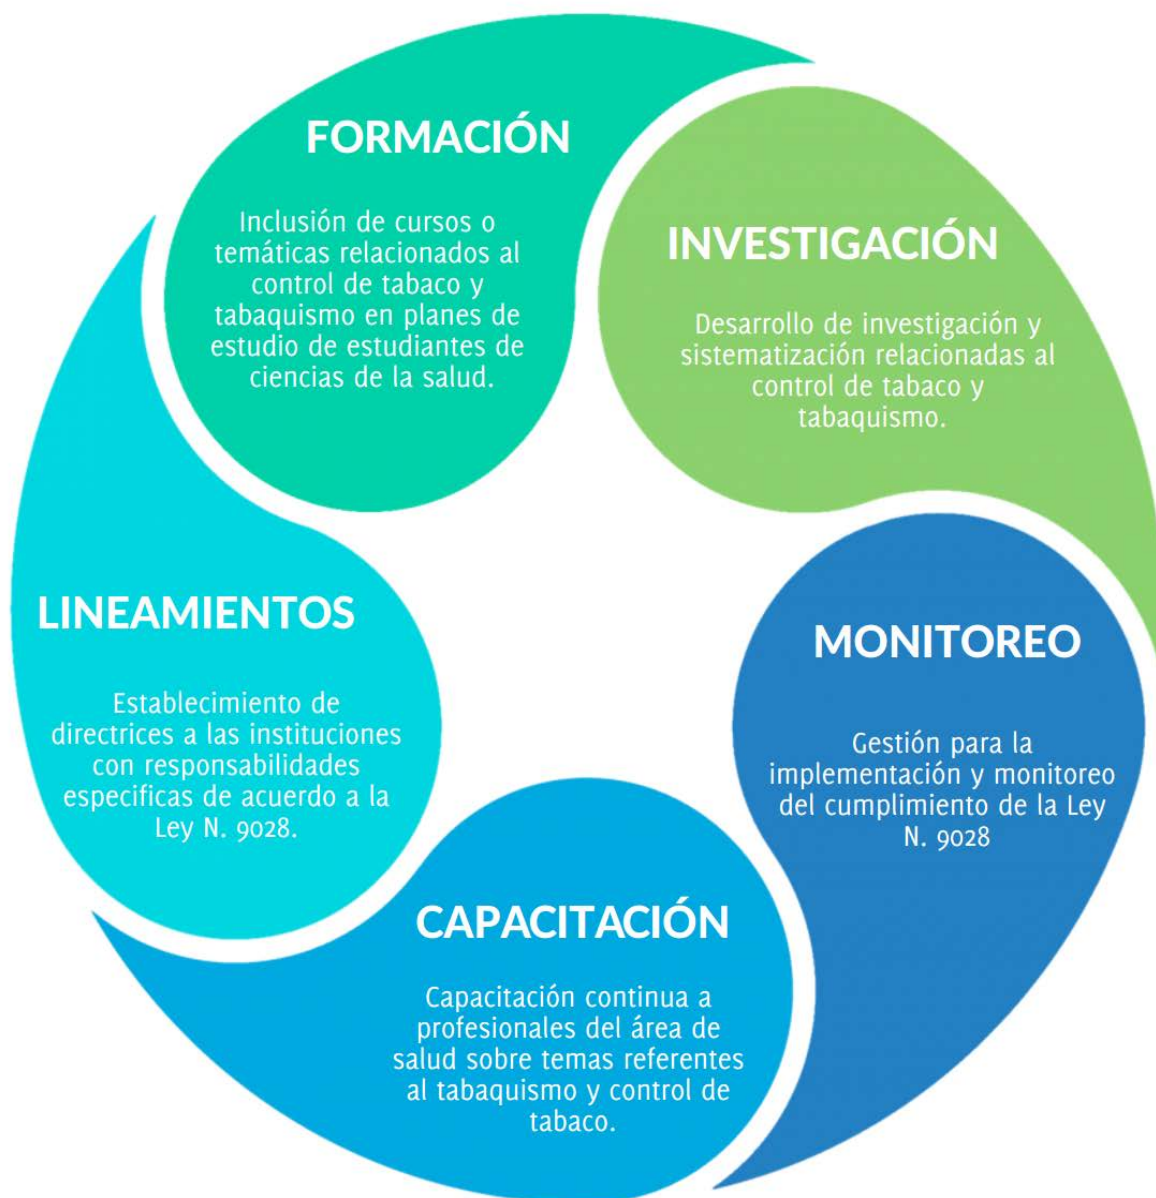 FORMACIÓN
Inclusión de cursos o
temáticas relacionados al
control de tabaco y
tabaquismo en planes de
estudio de estudiantes de
ciencias de la salud.
INVESTIGACIÓN
Desarrollo de investigación y
sistematización relacionadas al
control de tabaco y
tabaquismo.
MONITOREO
Gestión para la
implementación y monitoreo
del cumplimiento de la Ley
N. 9028
CAPACITACIÓN
Capacitación continua a
profesionales del área de
salud sobre temas referentes
al tabaquismo y control de
tabaco.
LINEAMIENTOS
Establecimiento de
directrices a las instituciones
con responsabilidades
especificas de acuerdo a la
Ley N. 9028.